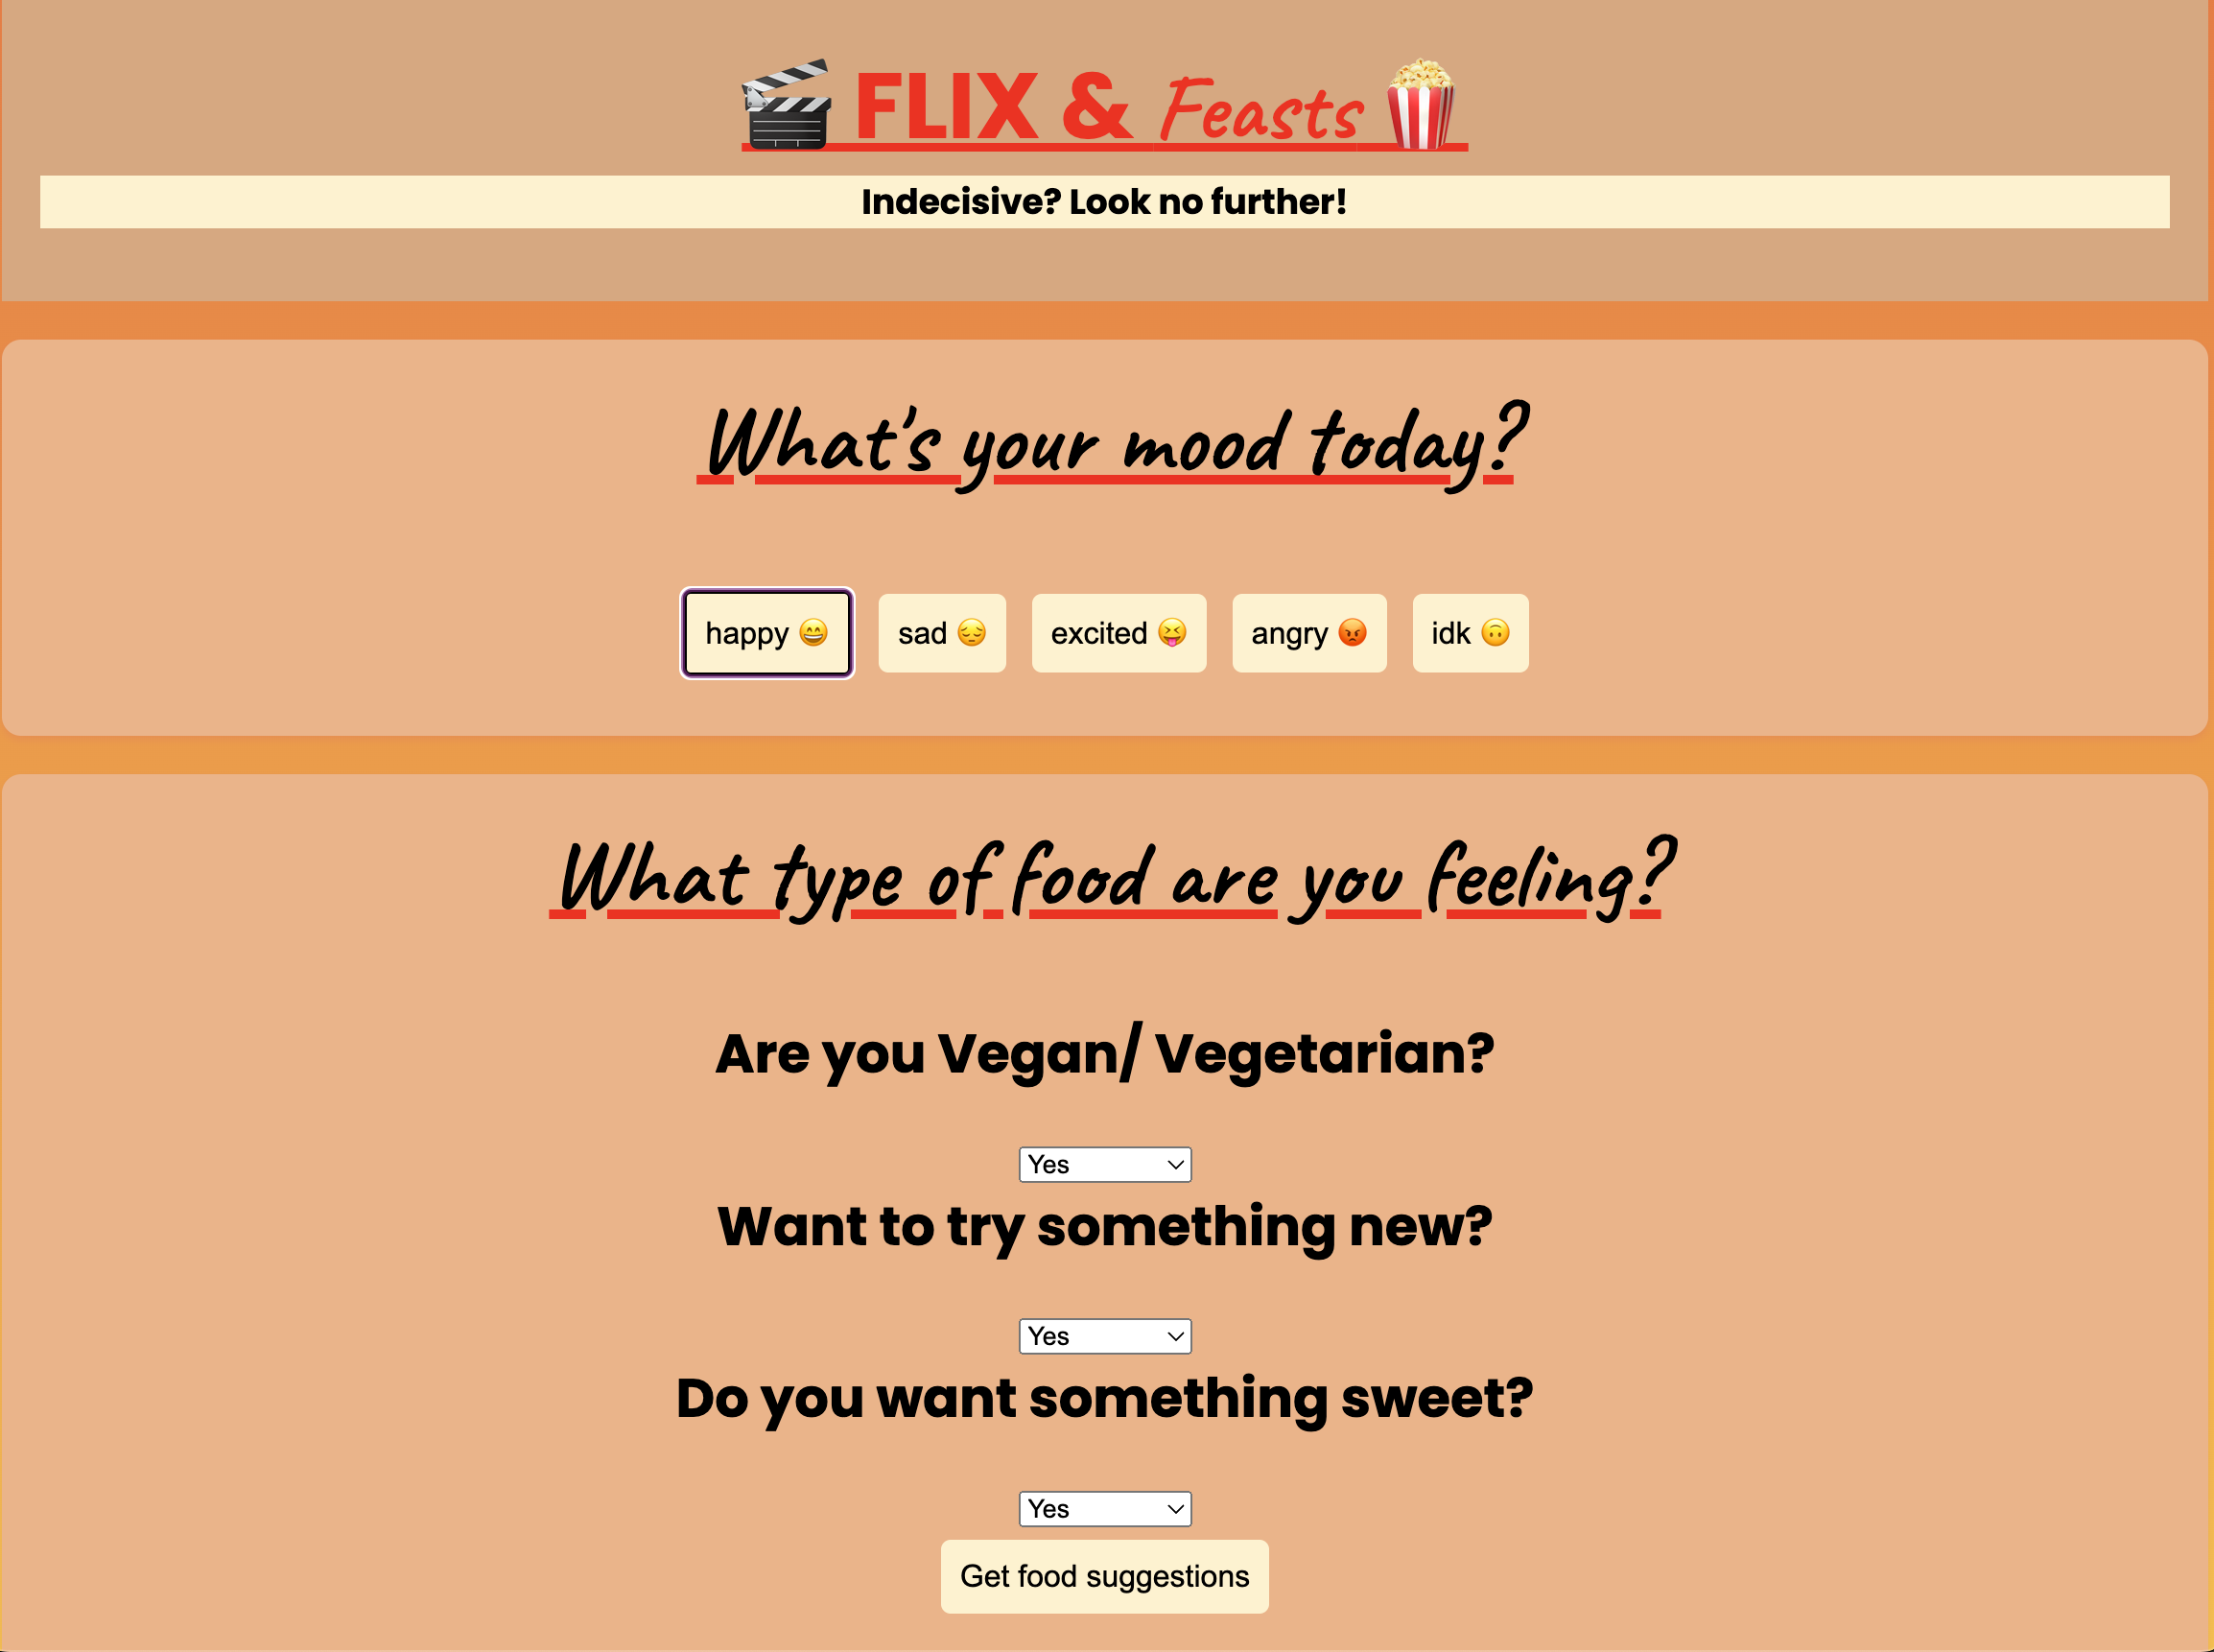 🎬 FLIX & Feasts 🍿
Indecisive? Look no further!
What's your mood today?
happy 😄 sad 😔 excited 😝 angry 😡 idk 🙃
What type of food are you feeling?
Are you Vegan/ Vegetarian?
Yes
Want to try something new?
Yes
Do you want something sweet?
Yes
Get food suggestions